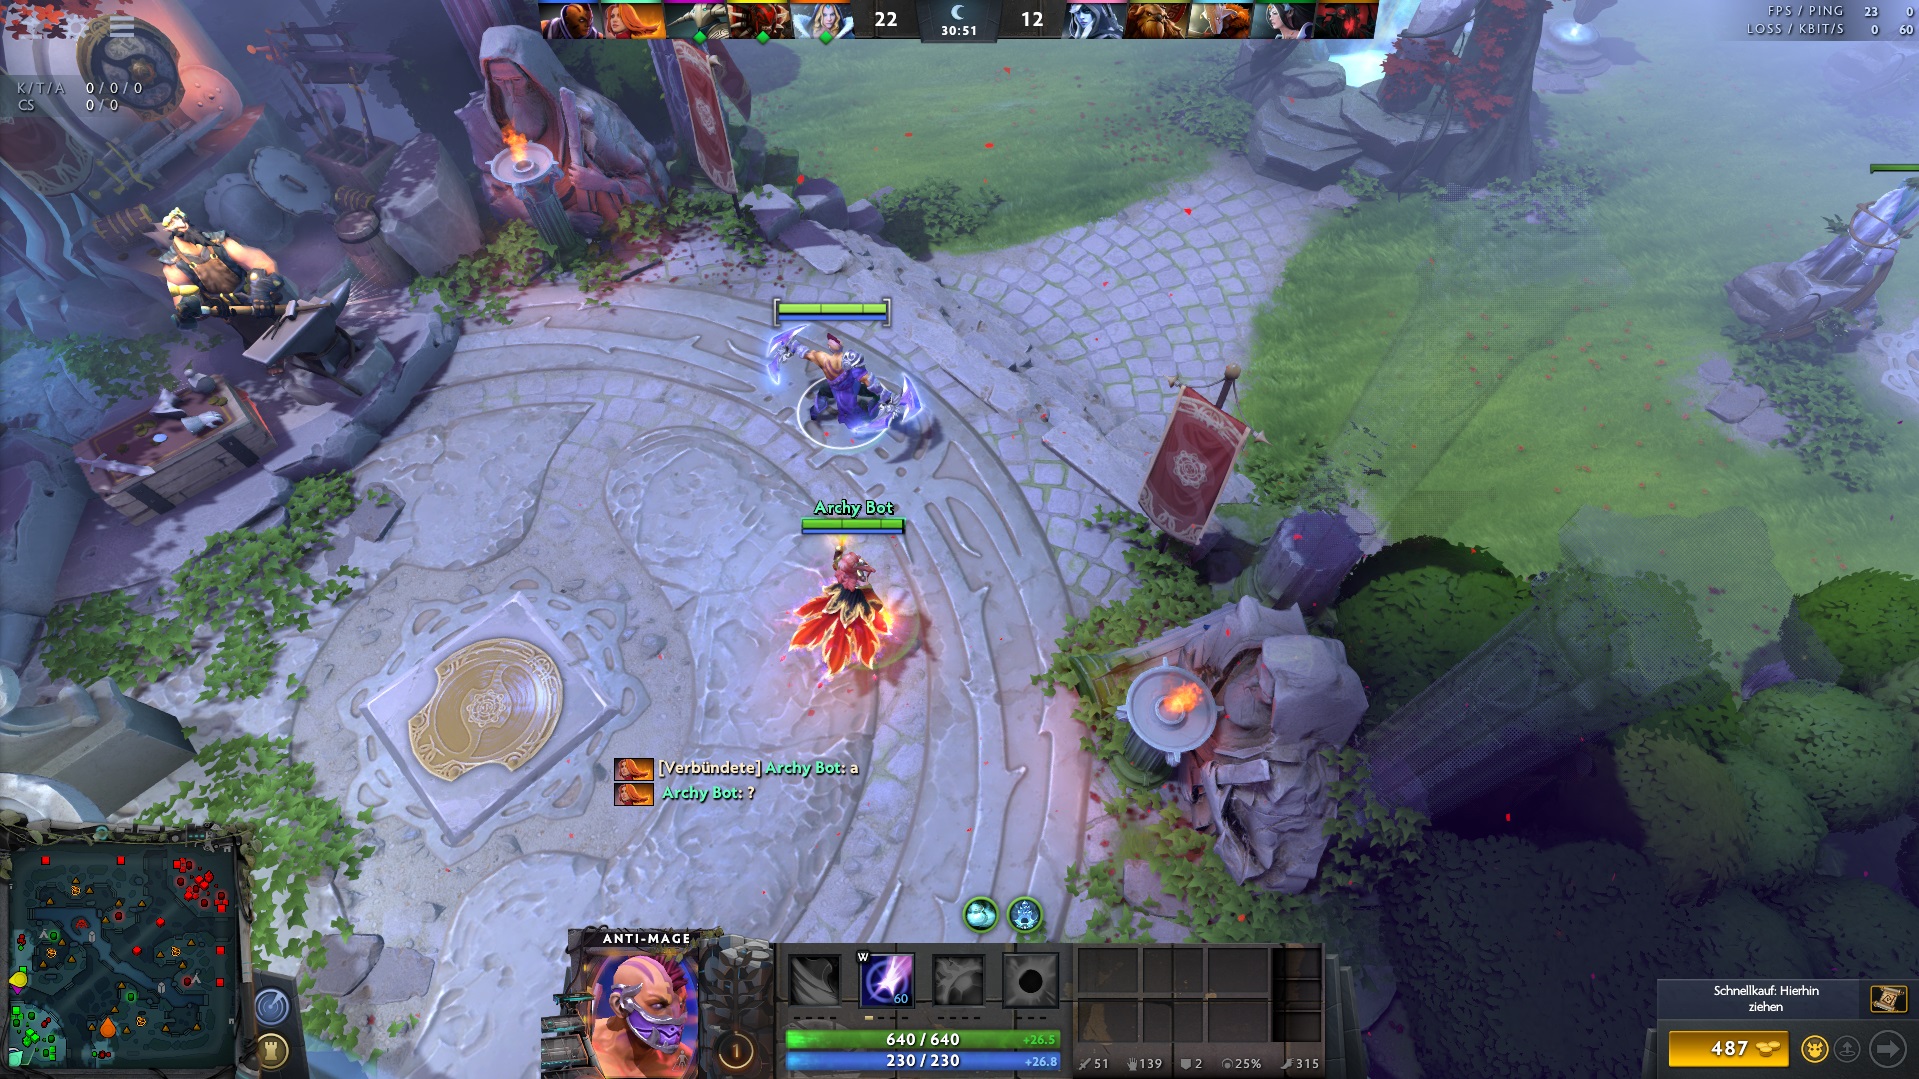 22
30:51
12
FPS / PING 23 0
LOSS / KBIT/S 0 60
K/T/A 0/0/0
CS 0/0
Archy Bot
[Verbündete] Archy Bot: a
Archy Bot: ?
ANTI-MAGE
W
60
1
640 / 640 +26.5
230 / 230 +26.8
51 139 2 25% 315
Schnellkauf: Hierhin
ziehen
487